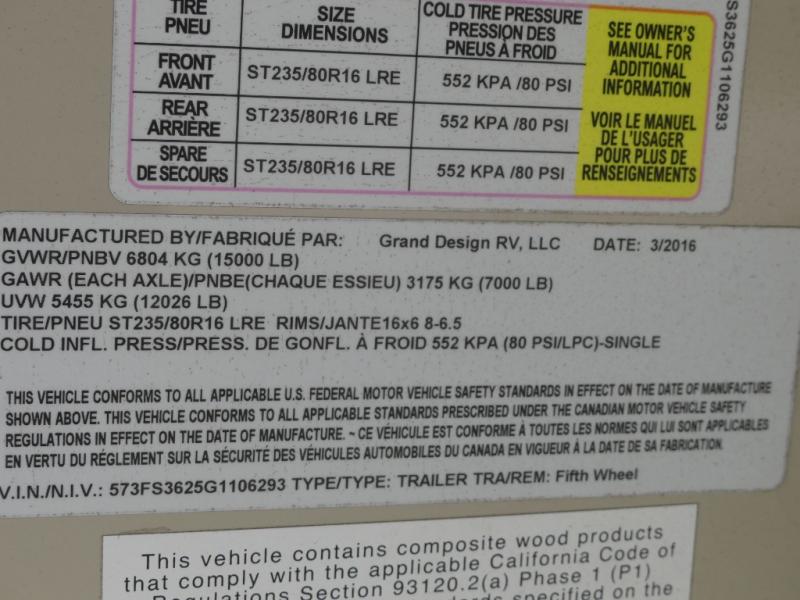 TIRE SIZE COLD TIRE PRESSURE SEE OWNER'S
PNEU DIMENSIONS PRESSION DES MANUAL FOR
PNEUS À FROID ADDITIONAL
FRONT ST235/80R16 LRE 552 KPA /80 PSI INFORMATION
AVANT
REAR ST235/80R16 LRE 552 KPA /80 PSI VOIR LE MANUEL
ARRIÈRE DE L'USAGER
SPARE ST235/80R16 LRE 552 KPA /80 PSI POUR PLUS DE
DE SECOURS RENSEIGNEMENTS
S3625G1106293
MANUFACTURED BY/FABRIQUÉ PAR: Grand Design RV, LLC DATE: 3/2016
GVWR/PNBV 6804 KG (15000 LB)
GAWR (EACH AXLE)/PNBE(CHAQUE ESSIEU) 3175 KG (7000 LB)
UVW 5455 KG (12026 LB)
TIRE/PNEU ST235/80R16 LRE RIMS/JANTE16x6 8-6.5
COLD INFL. PRESS/PRESS. DE GONFL. À FROID 552 KPA (80 PSI/LPC)-SINGLE
THIS VEHICLE CONFORMS TO ALL APPLICABLE U.S. FEDERAL MOTOR VEHICLE SAFETY STANDARDS IN EFFECT ON THE DATE OF MANUFACTURE
SHOWN ABOVE. THIS VEHICLE CONFORMS TO ALL APPLICABLE STANDARDS PRESCRIBED UNDER THE CANADIAN MOTOR VEHICLE SAFETY
REGULATIONS IN EFFECT ON THE DATE OF MANUFACTURE. ~ CE VÉHICULE EST CONFORME À TOUTES LES NORMES QUI LUI SONT APPLICABLES
EN VERTU DU RÉGLEMENT SUR LA SÉCURITÉ DES VÉHICULES AUTOMOBILES DU CANADA EN VIGUEUR À LA DATE DE SA FABRICATION.
V.I.N./N.I.V.: 573FS3625G1106293 TYPE/TYPE: TRAILER TRA/REM: Fifth Wheel
This vehicle contains composite wood products
that comply with the applicable California Code of
Regulations Section 93120.2(a) Phase 1 (P1)
specified on the